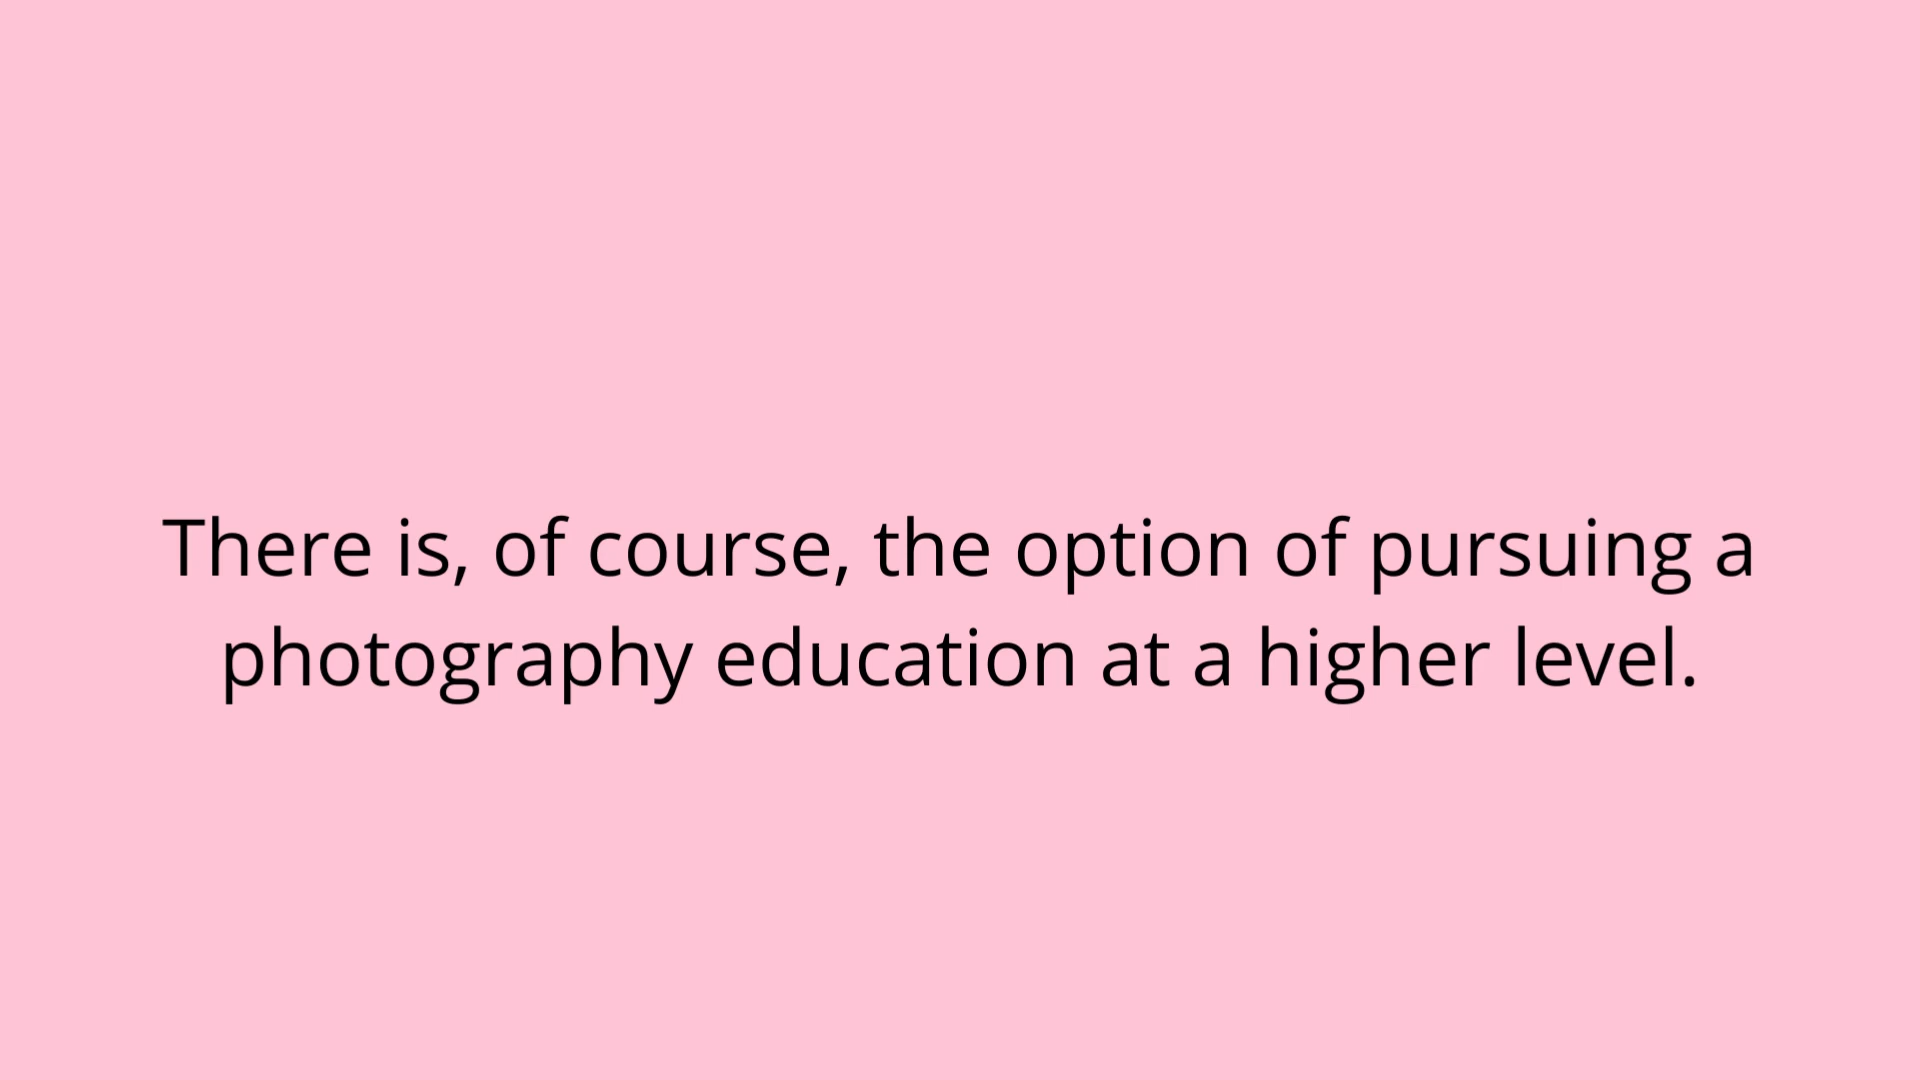 There is, of course, the option of pursuing a
photography education at a higher level.